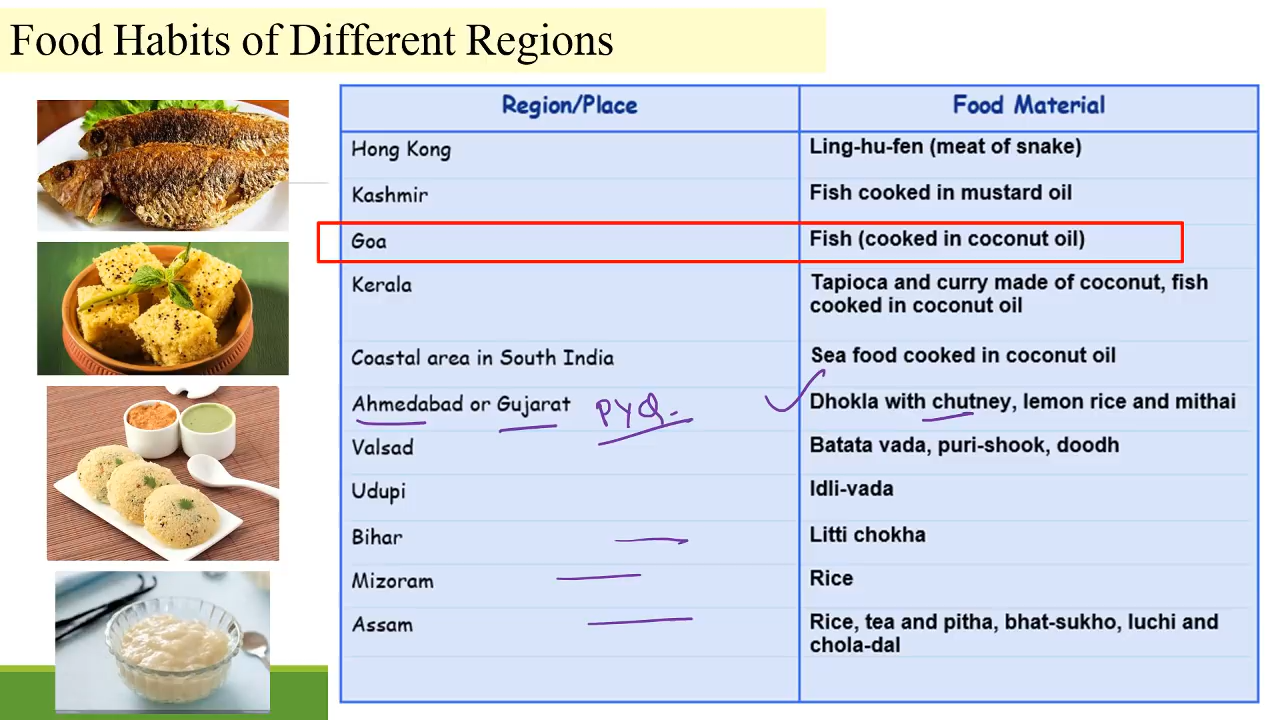 Food Habits of Different Regions
Region/Place Food Material
Hong Kong Ling-hu-fen (meat of snake)
Kashmir Fish cooked in mustard oil
Goa Fish (cooked in coconut oil)
Kerala Tapioca and curry made of coconut, fish
cooked in coconut oil
Coastal area in South India Sea food cooked in coconut oil
Ahmedabad or Gujarat PYQ. Dhokla with chutney, lemon rice and mithai
Valsad Batata vada, puri-shook, doodh
Udupi Idli-vada
Bihar Litti chokha
Mizoram Rice
Assam Rice, tea and pitha, bhat-sukho, luchi and
chola-dal